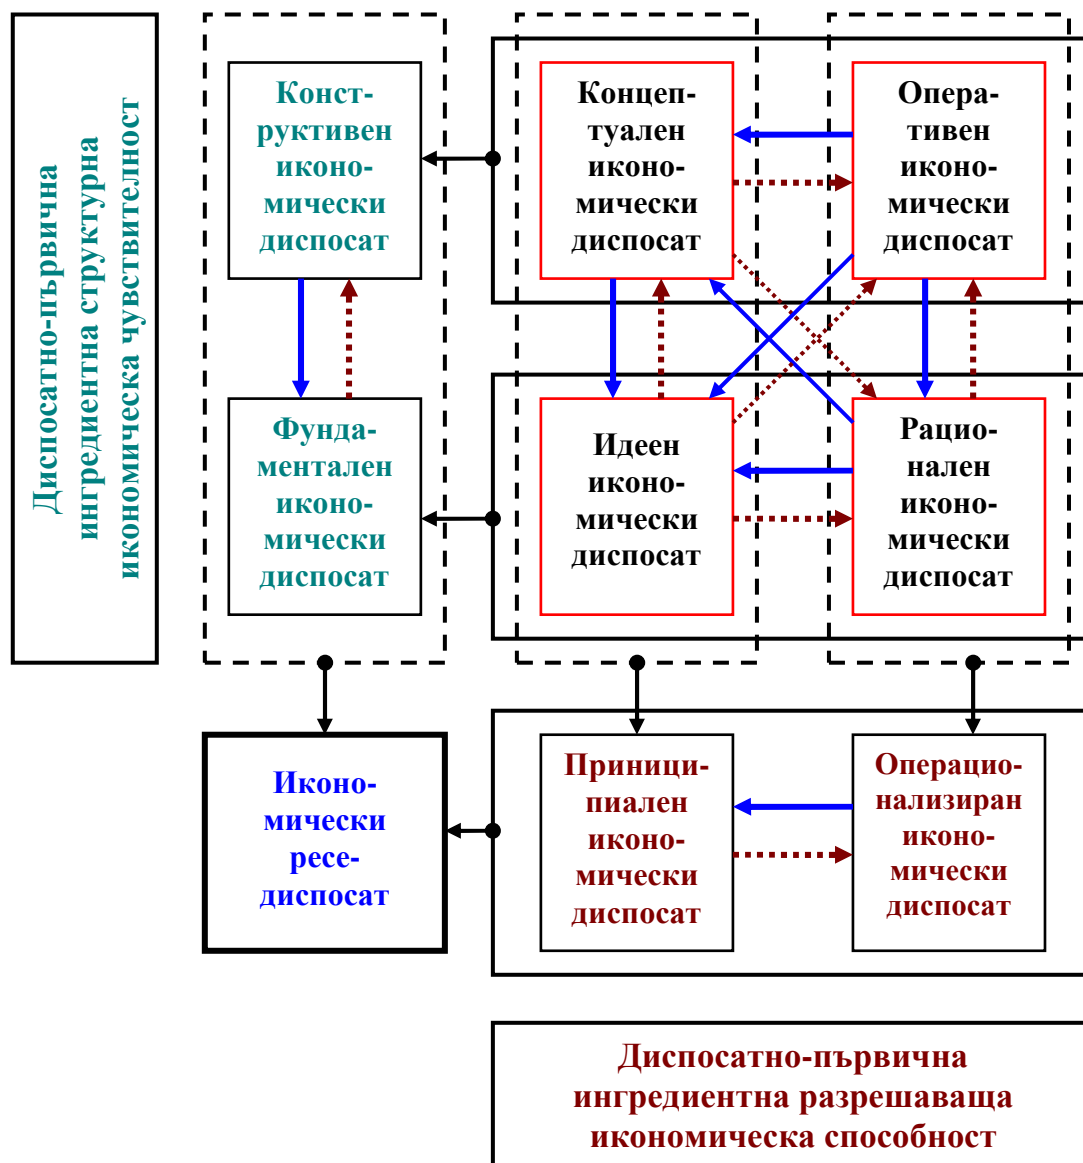 Диспосатно-първична
ингредиентна структурна
икономическа чувствителност
Конст-
руктивен
иконо-
мически
диспосат
Концеп-
туален
иконо-
мически
диспосат
Опера-
тивен
иконо-
мически
диспосат
Фунда-
ментален
иконо-
мически
диспосат
Идеен
иконо-
мически
диспосат
Рацио-
нален
иконо-
мически
диспосат
Иконо-
мически
ресе-
диспосат
Приници-
пиален
иконо-
мически
диспосат
Операцио-
нализиран
иконо-
мически
диспосат
Диспосатно-първична
ингредиентна разрешаваща
икономическа способност